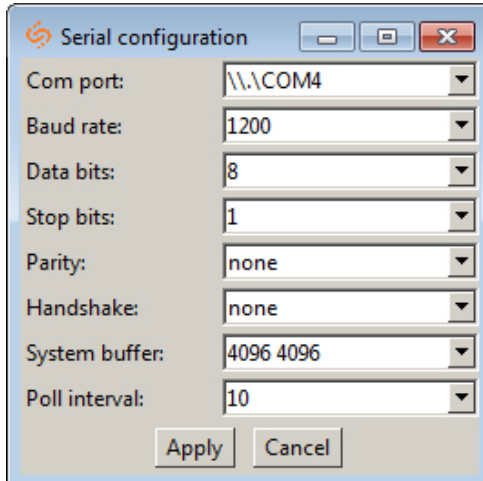 Serial configuration
Com port: \\.\COM4
Baud rate: 1200
Data bits: 8
Stop bits: 1
Parity: none
Handshake: none
System buffer: 4096 4096
Poll interval: 10
Apply Cancel